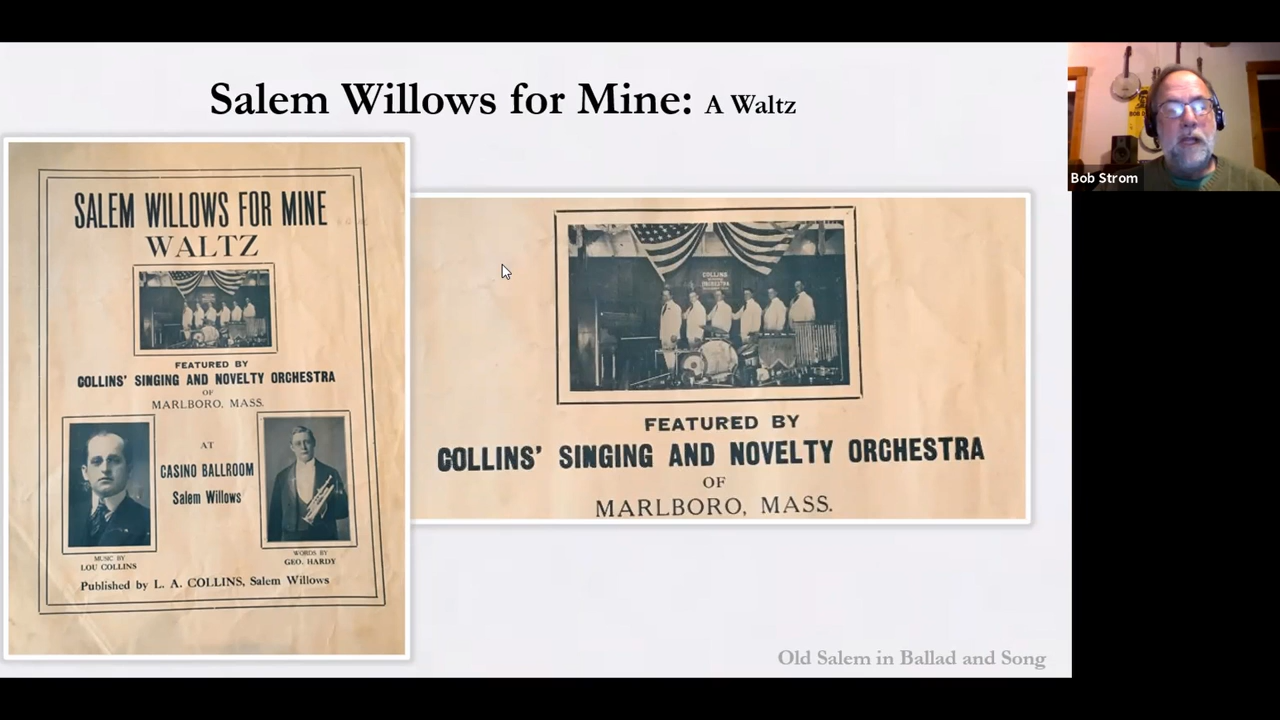 Salem Willows for Mine: A Waltz
SALEM WILLOWS FOR MINE
WALTZ
FEATURED BY
COLLINS' SINGING AND NOVELTY ORCHESTRA
OF
MARLBORO, MASS.
AT
CASINO BALLROOM
Salem Willows
MUSIC BY
LOU COLLINS
WORDS BY
GEO. HARDY
Published by L. A. COLLINS, Salem Willows
COLLINS
ORCHESTRA
FEATURED BY
COLLINS' SINGING AND NOVELTY ORCHESTRA
OF
MARLBORO, MASS.
Old Salem in Ballad and Song
Bob Strom